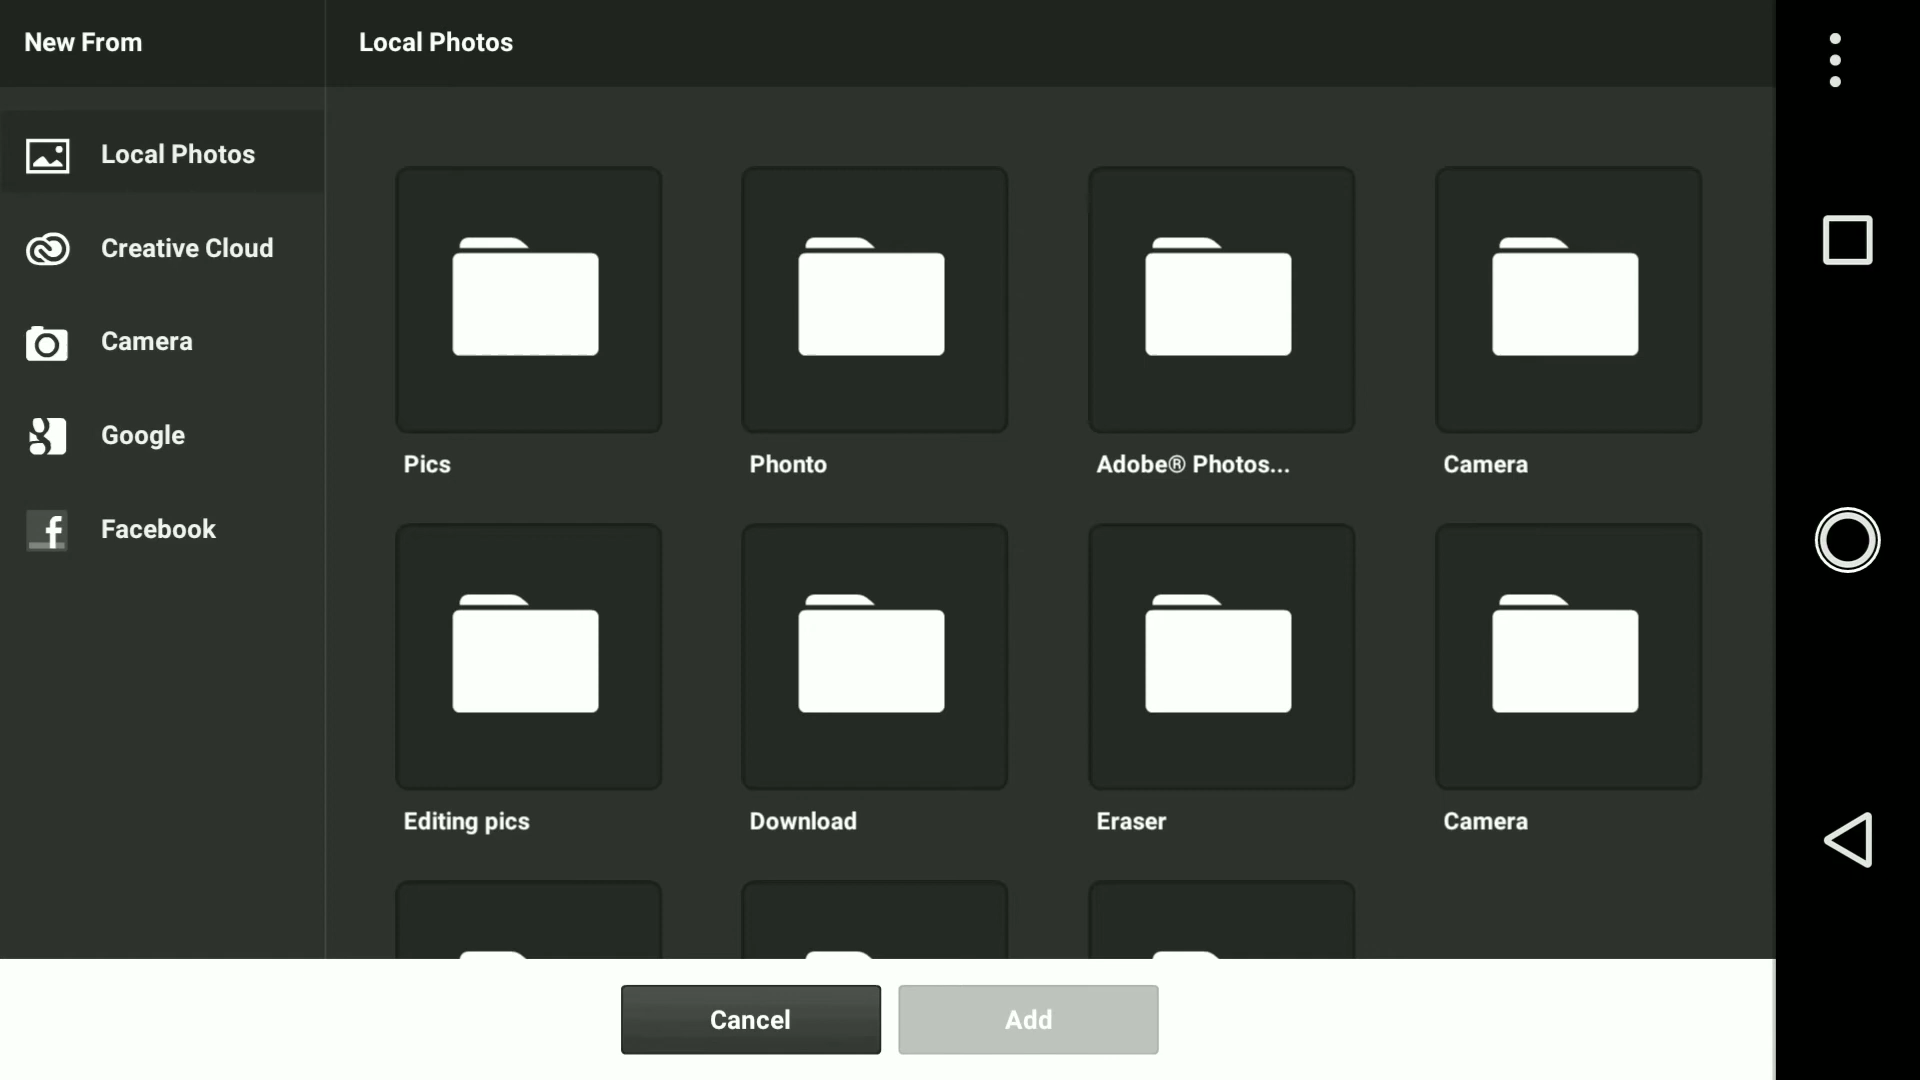 New From
Local Photos
Local Photos
Creative Cloud
Camera
Google
Facebook
Pics
Phonto
Adobe® Photos...
Camera
Editing pics
Download
Eraser
Camera
Cancel
Add